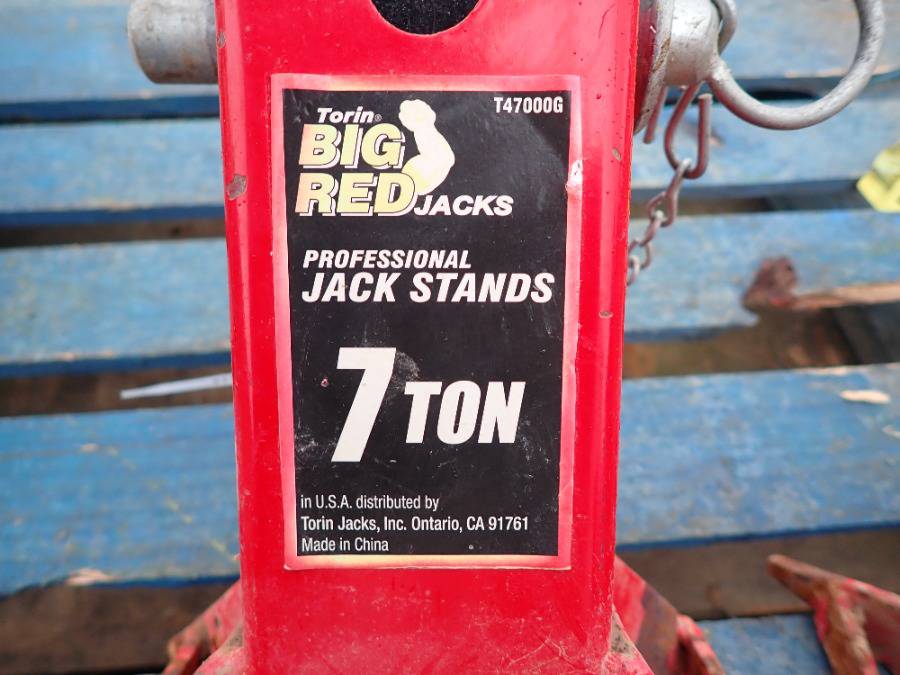 T47000G
Torin®
BIG
RED JACKS
PROFESSIONAL
JACK STANDS
7 TON
in U.S.A. distributed by
Torin Jacks, Inc. Ontario, CA 91761
Made in China